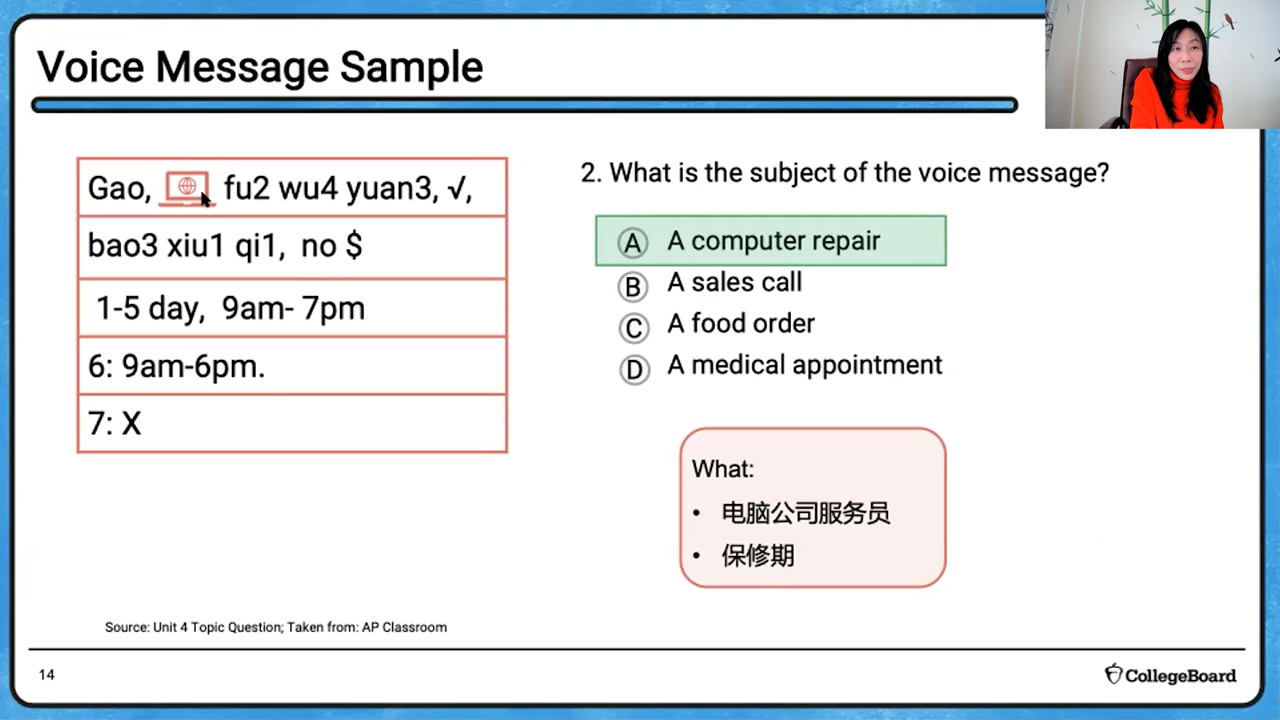 Voice Message Sample
Gao, fu2 wu4 yuan3, √,
bao3 xiu1 qi1, no $
1-5 day, 9am- 7pm
6: 9am-6pm.
7: X
2. What is the subject of the voice message?
A A computer repair
B A sales call
C A food order
D A medical appointment
What:
• 电脑公司服务员
• 保修期
Source: Unit 4 Topic Question; Taken from: AP Classroom
14
CollegeBoard